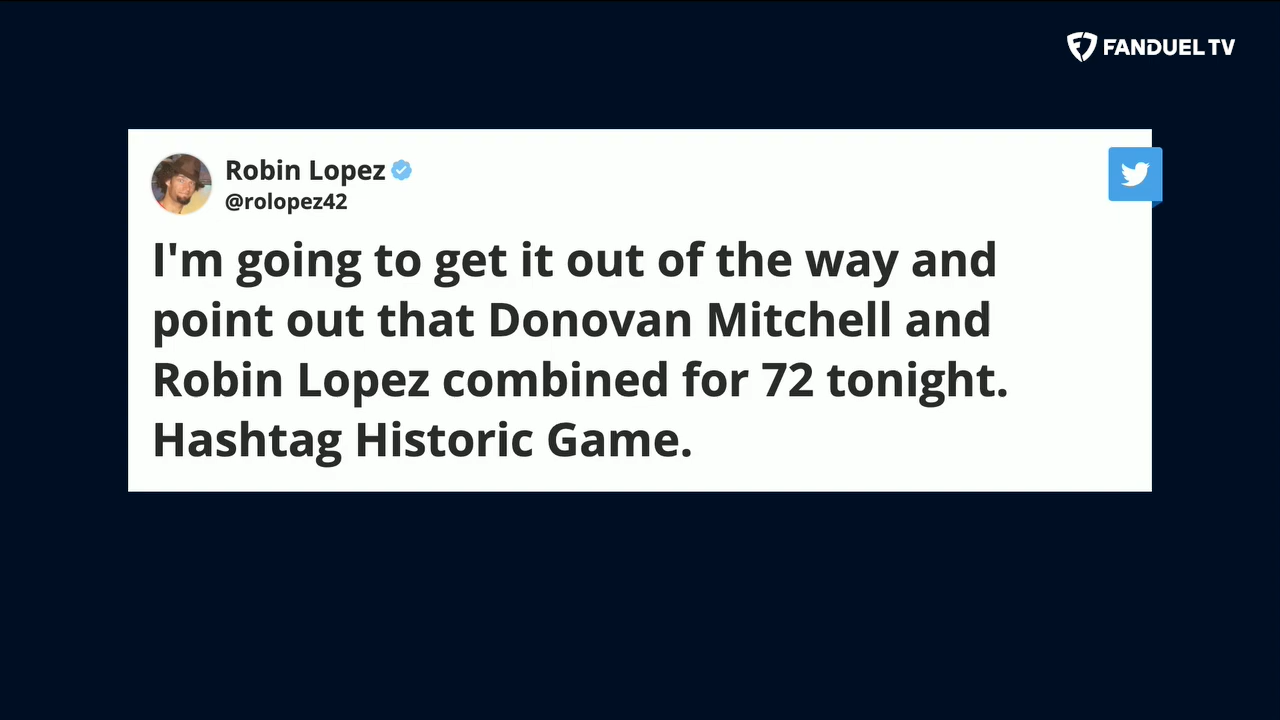 FANDUEL TV
Robin Lopez
@rolopez42
I'm going to get it out of the way and
point out that Donovan Mitchell and
Robin Lopez combined for 72 tonight.
Hashtag Historic Game.